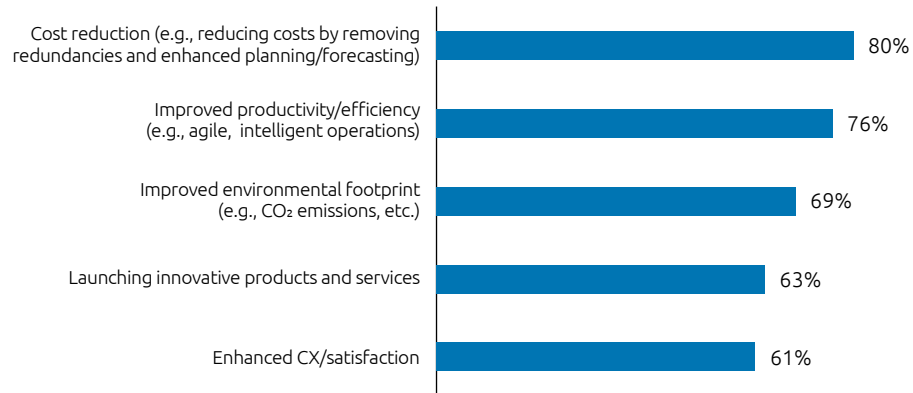 Cost reduction (e.g., reducing costs by removing
redundancies and enhanced planning/forecasting)
80%
Improved productivity/efficiency
(e.g., agile,  intelligent operations)
76%
Improved environmental footprint
(e.g., CO₂ emissions, etc.)
69%
Launching innovative products and services
63%
Enhanced CX/satisfaction
61%